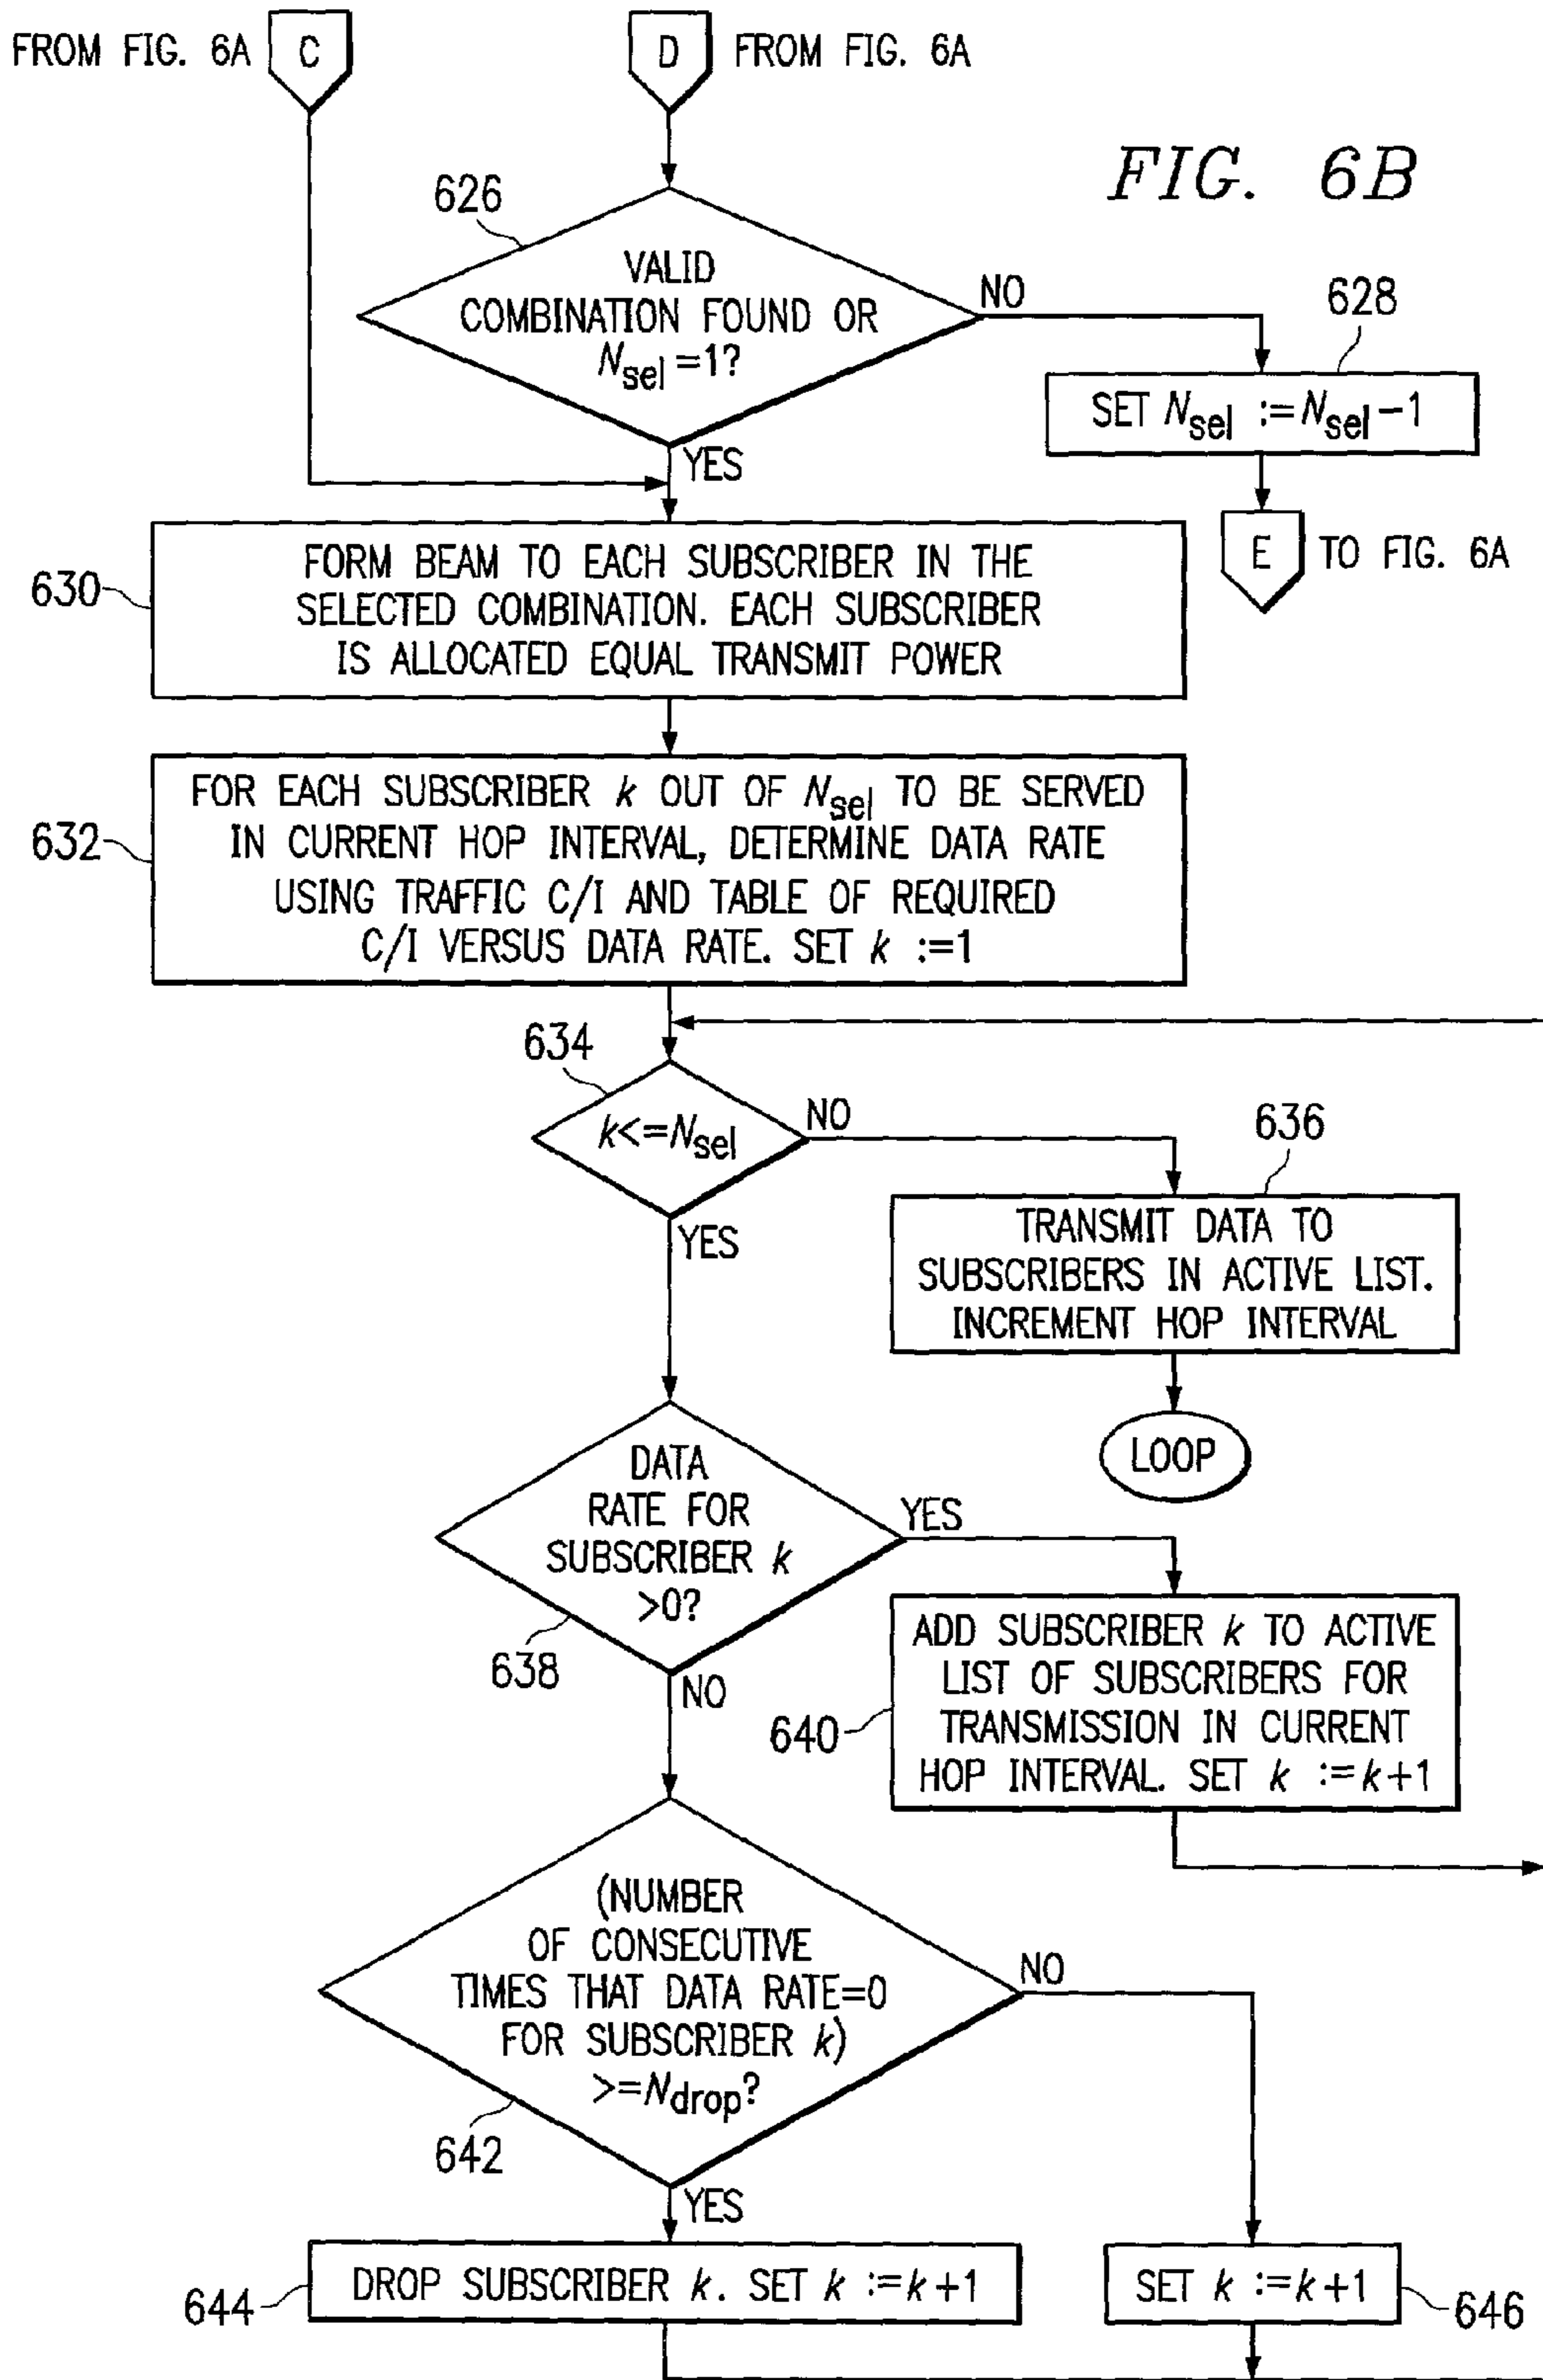 FROM FIG. 6A
C
D
FROM FIG. 6A
FIG. 6B
626
VALID
COMBINATION FOUND OR
Nsel =1?
NO
628
SET Nsel :=Nsel-1
YES
E
TO FIG. 6A
630
FORM BEAM TO EACH SUBSCRIBER IN THE
SELECTED COMBINATION. EACH SUBSCRIBER
IS ALLOCATED EQUAL TRANSMIT POWER
632
FOR EACH SUBSCRIBER k OUT OF Nsel TO BE SERVED
IN CURRENT HOP INTERVAL, DETERMINE DATA RATE
USING TRAFFIC C/I AND TABLE OF REQUIRED
C/I VERSUS DATA RATE. SET k :=1
634
k<=Nsel
NO
636
YES
TRANSMIT DATA TO
SUBSCRIBERS IN ACTIVE LIST.
INCREMENT HOP INTERVAL
LOOP
DATA
RATE FOR
SUBSCRIBER k
>0?
YES
638
NO
640
ADD SUBSCRIBER k TO ACTIVE
LIST OF SUBSCRIBERS FOR
TRANSMISSION IN CURRENT
HOP INTERVAL. SET k :=k+1
(NUMBER
OF CONSECUTIVE
TIMES THAT DATA RATE=0
FOR SUBSCRIBER k)
>=Ndrop?
NO
642
YES
644
DROP SUBSCRIBER k. SET k :=k+1
SET k :=k+1
646